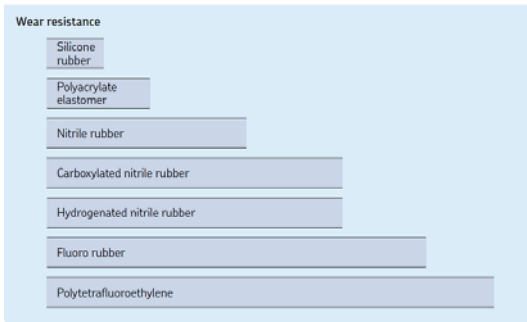 Wear resistance
Silicone
rubber
Polyacrylate
elastomer
Nitrile rubber
Carboxylated nitrile rubber
Hydrogenated nitrile rubber
Fluoro rubber
Polytetrafluoroethylene